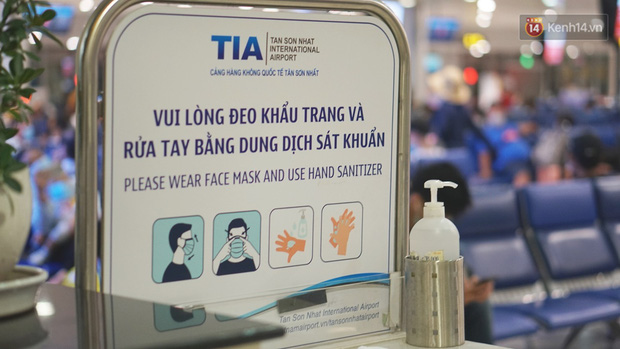 14 Kenh14.vn
TIA
TAN SON NHAT
INTERNATIONAL
AIRPORT
CẢNG HÀNG KHÔNG QUỐC TẾ TÂN SƠN NHẤT
VUI LÒNG ĐEO KHẨU TRANG VÀ
RỬA TAY BẰNG DUNG DỊCH SÁT KHUẨN
PLEASE WEAR FACE MASK AND USE HAND SANITIZER
Tan Son Nhat International Airport